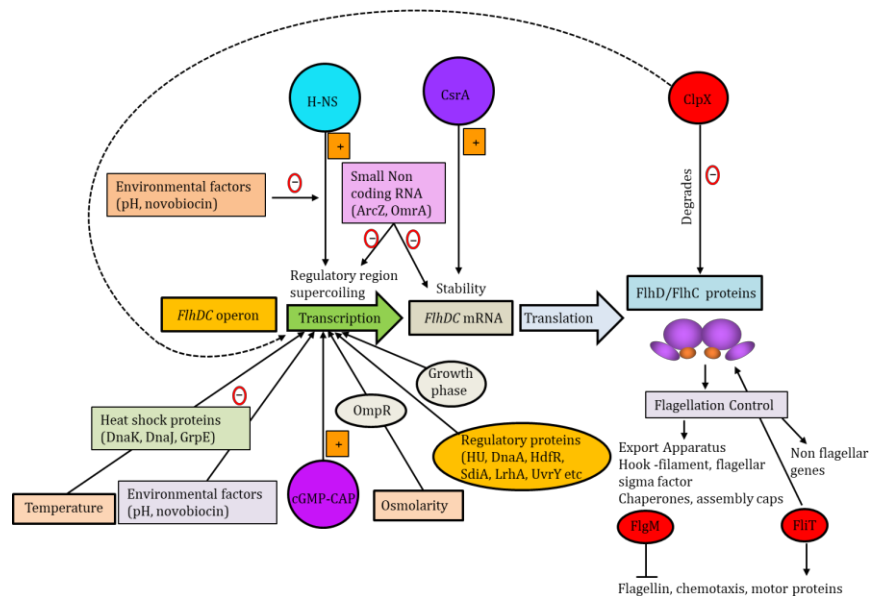 H-NS
CsrA
ClpX
+
+
−
Degrades
Environmental factors
(pH, novobiocin)
−
Small Non
coding RNA
(ArcZ, OmrA)
−
−
Regulatory region
supercoiling
Stability
FlhD/FlhC proteins
FlhDC operon
Transcription
FlhDC mRNA
Translation
Growth
phase
−
OmpR
Flagellation Control
Heat shock proteins
(DnaK, DnaJ, GrpE)
+
Regulatory proteins
(HU, DnaA, HdfR,
SdiA, LrhA, UvrY etc
Export Apparatus
Hook -filament, flagellar
sigma factor
Chaperones, assembly caps
Non flagellar
genes
Temperature
Environmental factors
(pH, novobiocin)
cGMP-CAP
Osmolarity
FlgM
FliT
Flagellin, chemotaxis, motor proteins